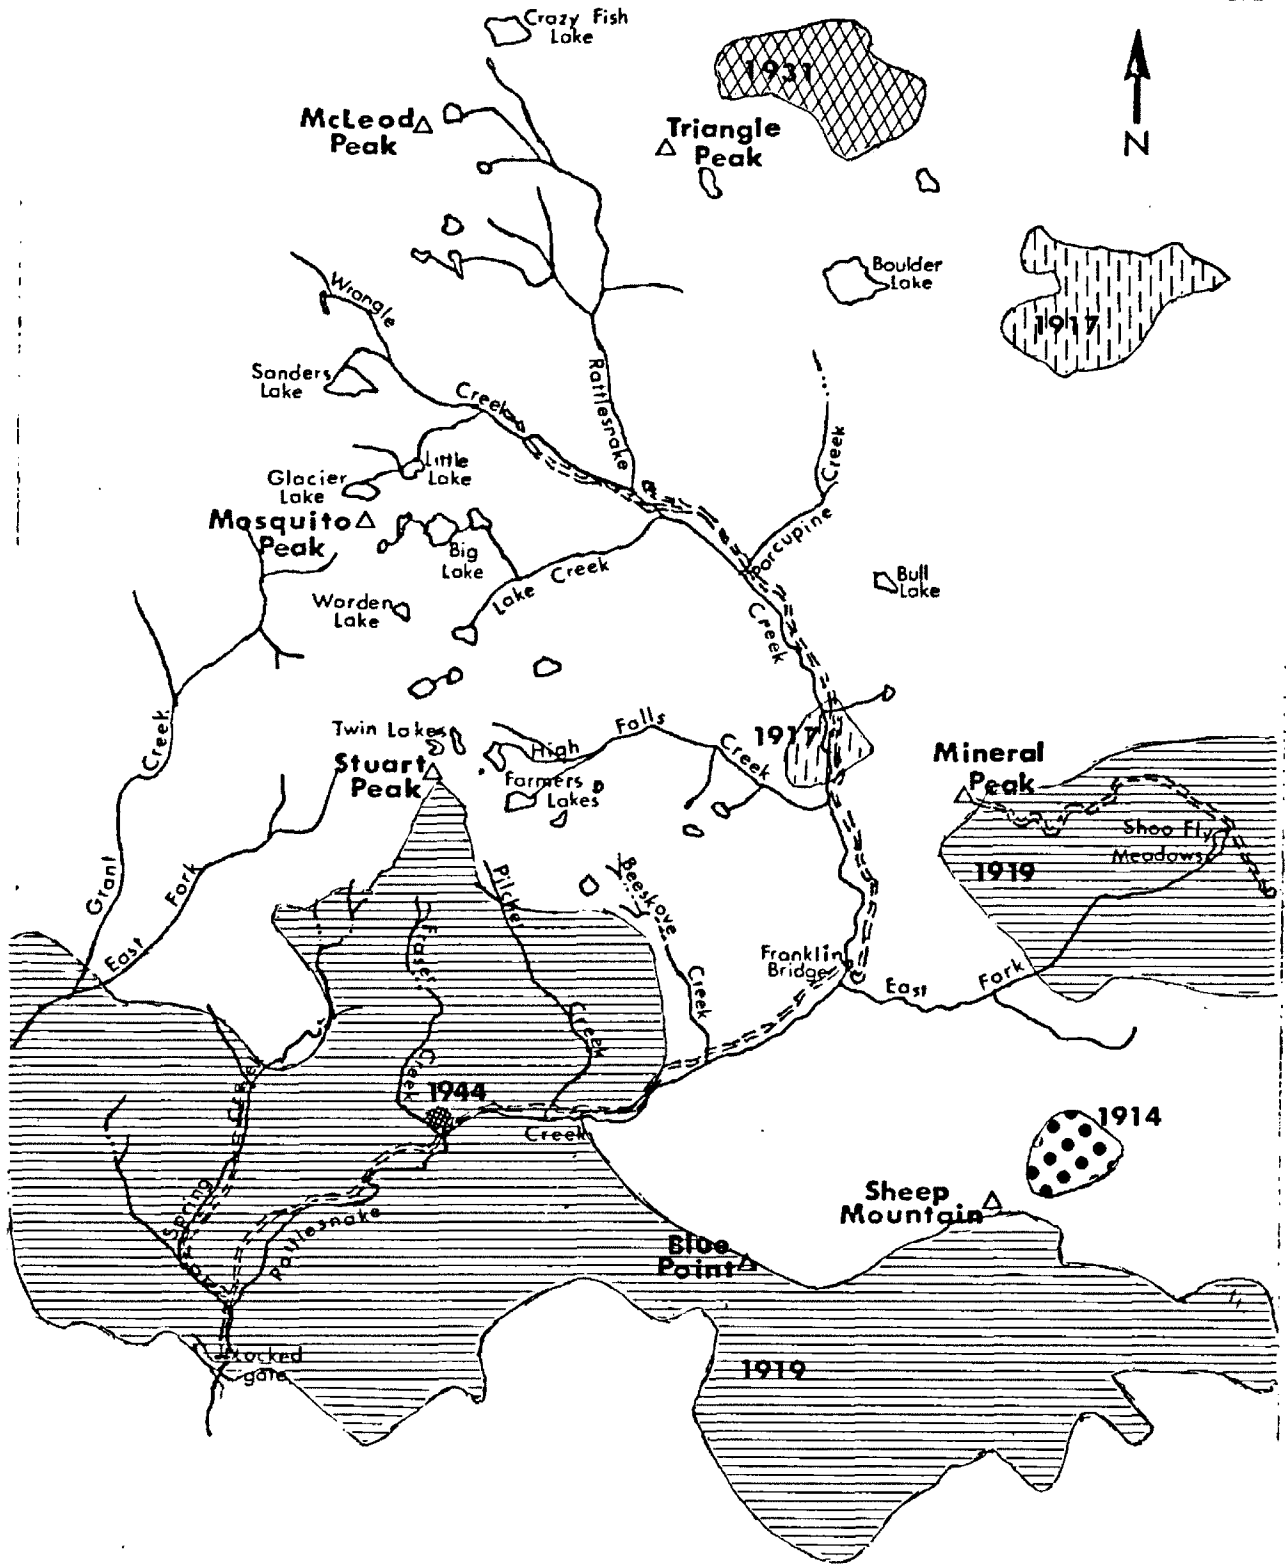 Crazy Fish
Lake
1931
McLeod
Peak
Triangle
Peak
N
Boulder
Lake
Wrangle
1917
Sanders
Lake
Creek
Rattlesnake
Creek
Little
Lake
Glacier
Lake
Mosquito
Peak
Porcupine
Big
Lake
Lake Creek
Bull
Lake
Worden
Lake
Creek
Creek
Falls
Twin Lakes
High
Creek
1917
Stuart
Peak
Farmers
Lakes
Mineral
Peak
Shoo Fly
Meadows
1919
Grant
Fork
East
Pilcher
Beeskove
Fraser
Franklin
Bridge
East
Fork
Creek
Creek
Creek
Creek
1944
Creek
1914
Spring
Rattlesnake
Sheep
Mountain
Blue
Point
Locked
gate
1919